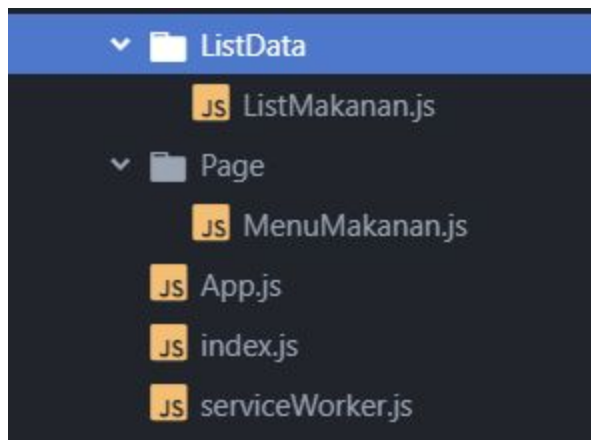 ListData
JS ListMakanan.js
Page
JS MenuMakanan.js
JS App.js
JS index.js
JS serviceWorker.js